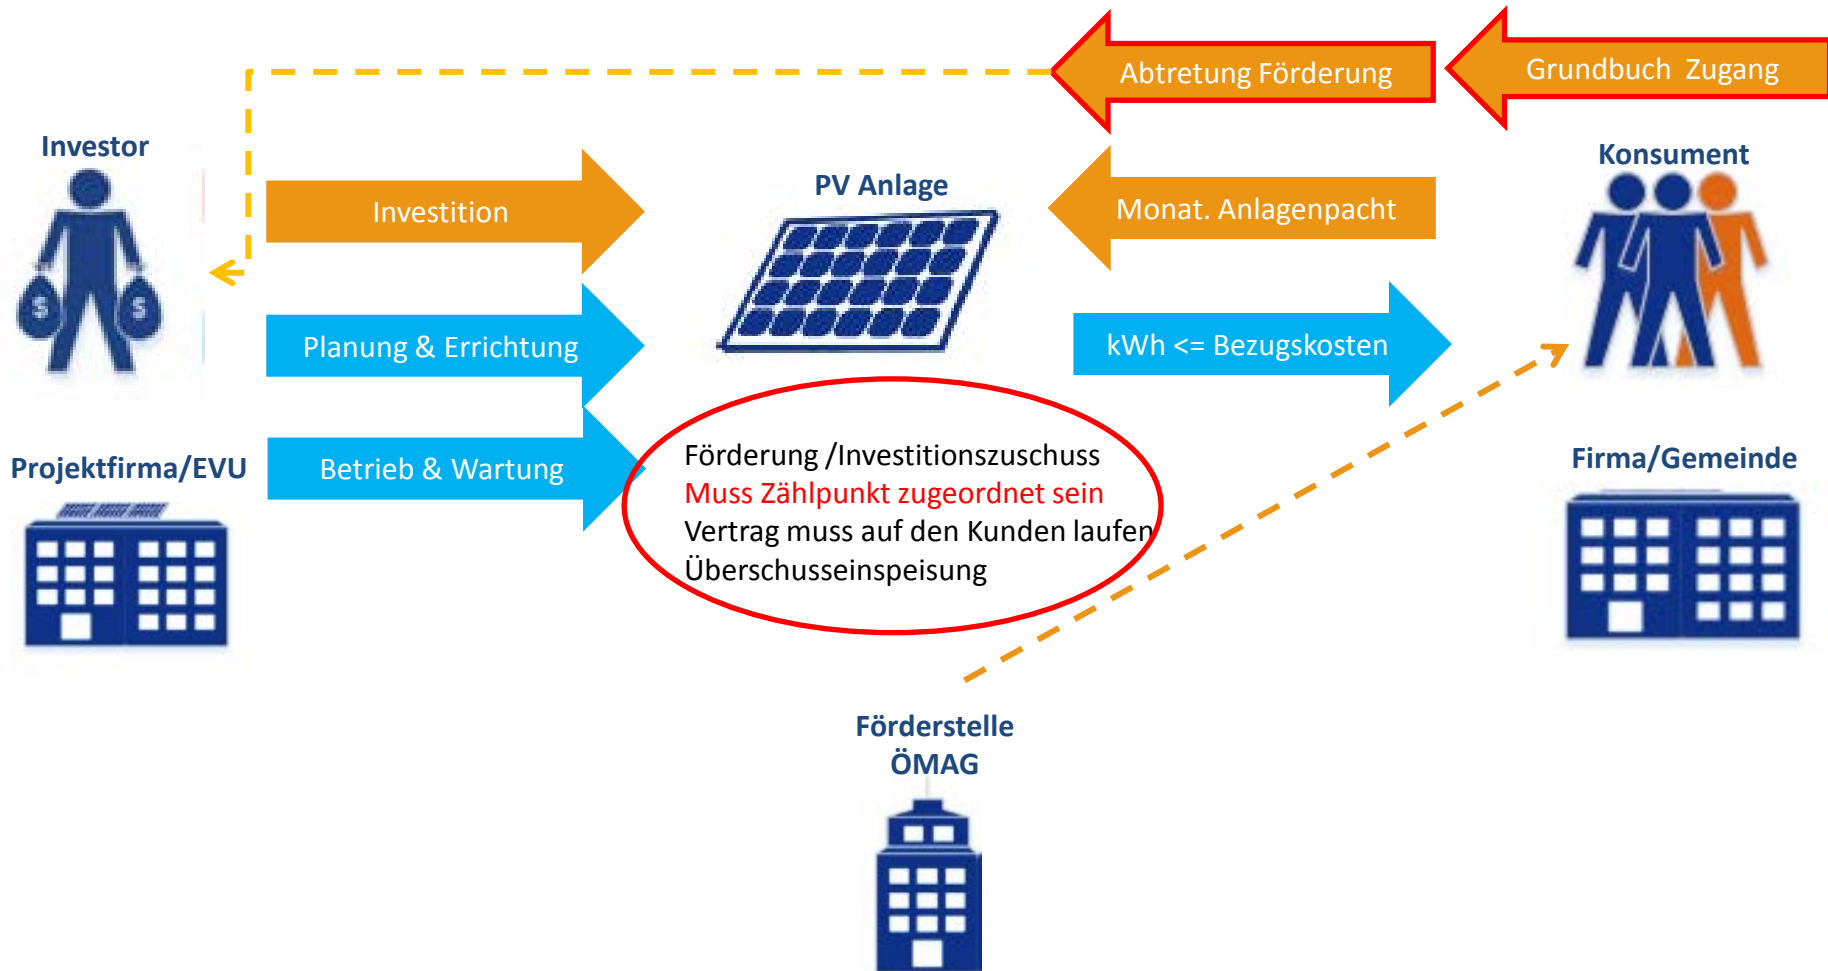 Abtretung Förderung
Grundbuch  Zugang
Investor
Konsument
PV Anlage
Investition
Monat. Anlagenpacht
$ $
Planung & Errichtung
kWh <= Bezugskosten
Projektfirma/EVU
Betrieb & Wartung
Förderung /Investitionszuschuss
Muss Zählpunkt zugeordnet sein
Vertrag muss auf den Kunden laufen
Überschusseinspeisung
Firma/Gemeinde
Förderstelle
ÖMAG